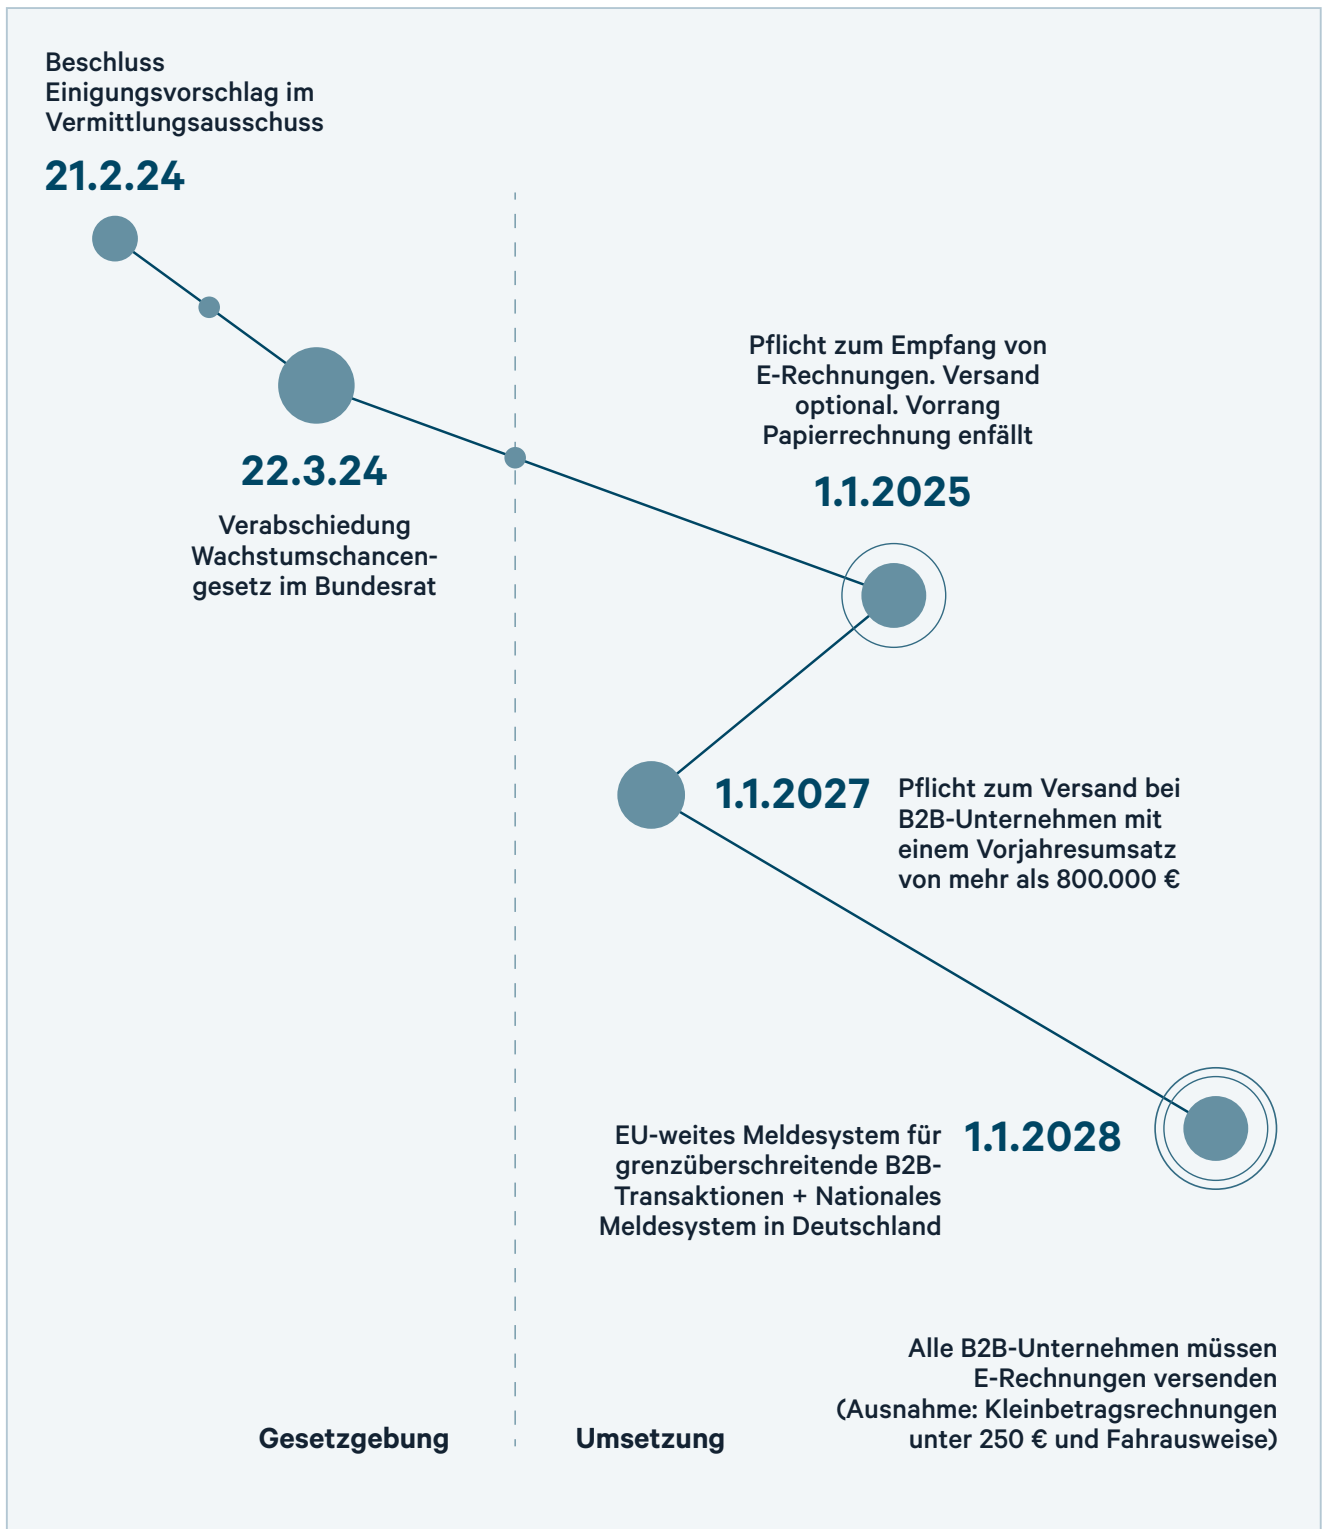 Beschluss
Einigungsvorschlag im
Vermittlungsausschuss
21.2.24
22.3.24
Verabschiedung
Wachstumschancen-
gesetz im Bundesrat
Pflicht zum Empfang von
E-Rechnungen. Versand
optional. Vorrang
Papierrechnung enfällt
1.1.2025
1.1.2027
Pflicht zum Versand bei
B2B-Unternehmen mit
einem Vorjahresumsatz
von mehr als 800.000 €
EU-weites Meldesystem für
grenzüberschreitende B2B-
Transaktionen + Nationales
Meldesystem in Deutschland
1.1.2028
Alle B2B-Unternehmen müssen
E-Rechnungen versenden
(Ausnahme: Kleinbetragsrechnungen
unter 250 € und Fahrausweise)
Gesetzgebung
Umsetzung